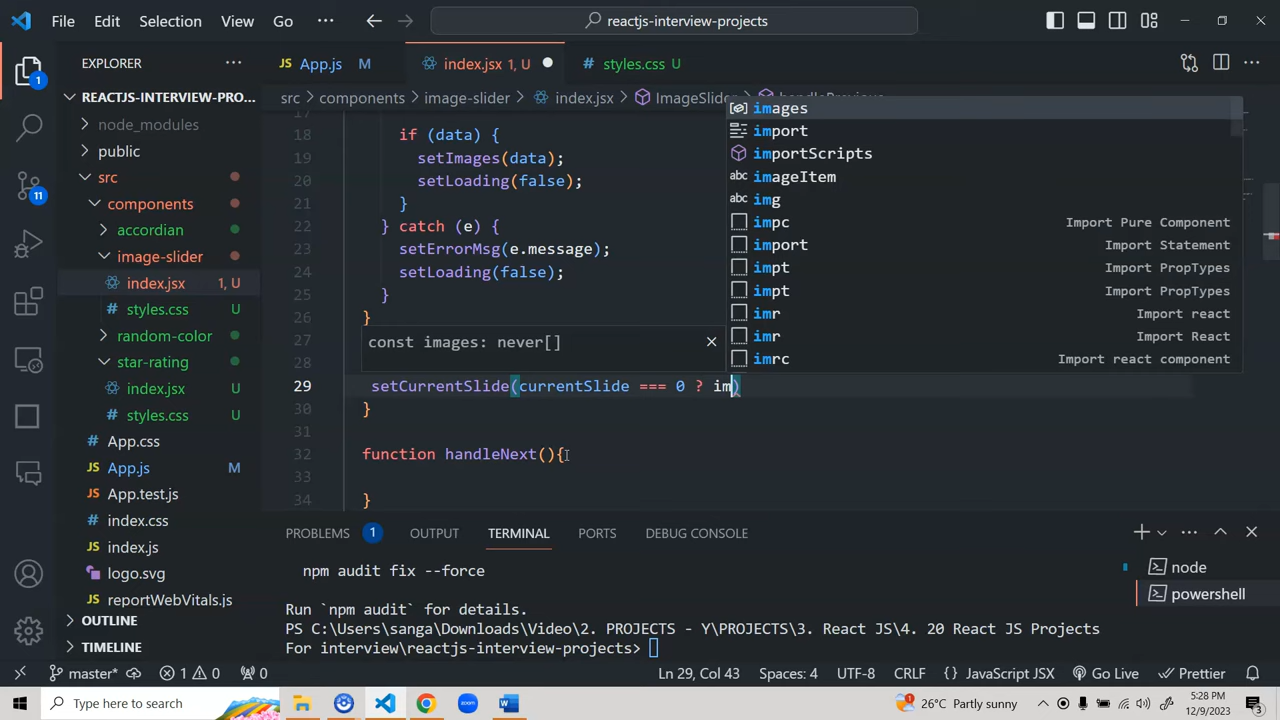 File Edit Selection View Go ··· reactjs-interview-projects
EXPLORER ···
JS App.js M
index.jsx 1, U
styles.css U
REACTJS-INTERVIEW-PRO...
src > components > image-slider > index.jsx > ImageSlider >
node_modules
public
src
components
accordian
image-slider
index.jsx 1, U
styles.css U
random-color U
star-rating
index.jsx U
styles.css U
App.css
JS App.js M
App.test.js
index.css
JS index.js
logo.svg
JS reportWebVitals.js
OUTLINE
TIMELINE
1
11
17
18 if (data) {
19 setImages(data);
20 setLoading(false);
21 }
22 } catch (e) {
23 setErrorMsg(e.message);
24 setLoading(false);
25 }
26 }
27
28
29 setCurrentSlide(currentSlide === 0 ? im)
30 }
31
32 function handleNext(){
33
34 }
const images: never[]
images
import
importScripts
abc imageItem
abc img
impc Import Pure Component
import Import Statement
impt Import PropTypes
impt Import PropTypes
imr Import react
imr Import React
imrc Import react component
PROBLEMS 1 OUTPUT TERMINAL PORTS DEBUG CONSOLE
npm audit fix --force
Run `npm audit` for details.
PS C:\Users\sanga\Downloads\Video\2. PROJECTS - Y\PROJECTS\3. React JS\4. 20 React JS Projects
For interview\reactjs-interview-projects>
node
powershell
master* 1 0 0 Ln 29, Col 43 Spaces: 4 UTF-8 CRLF {} JavaScript JSX Go Live Prettier
Type here to search
26°C Partly sunny
5:28 PM
12/9/2023
3